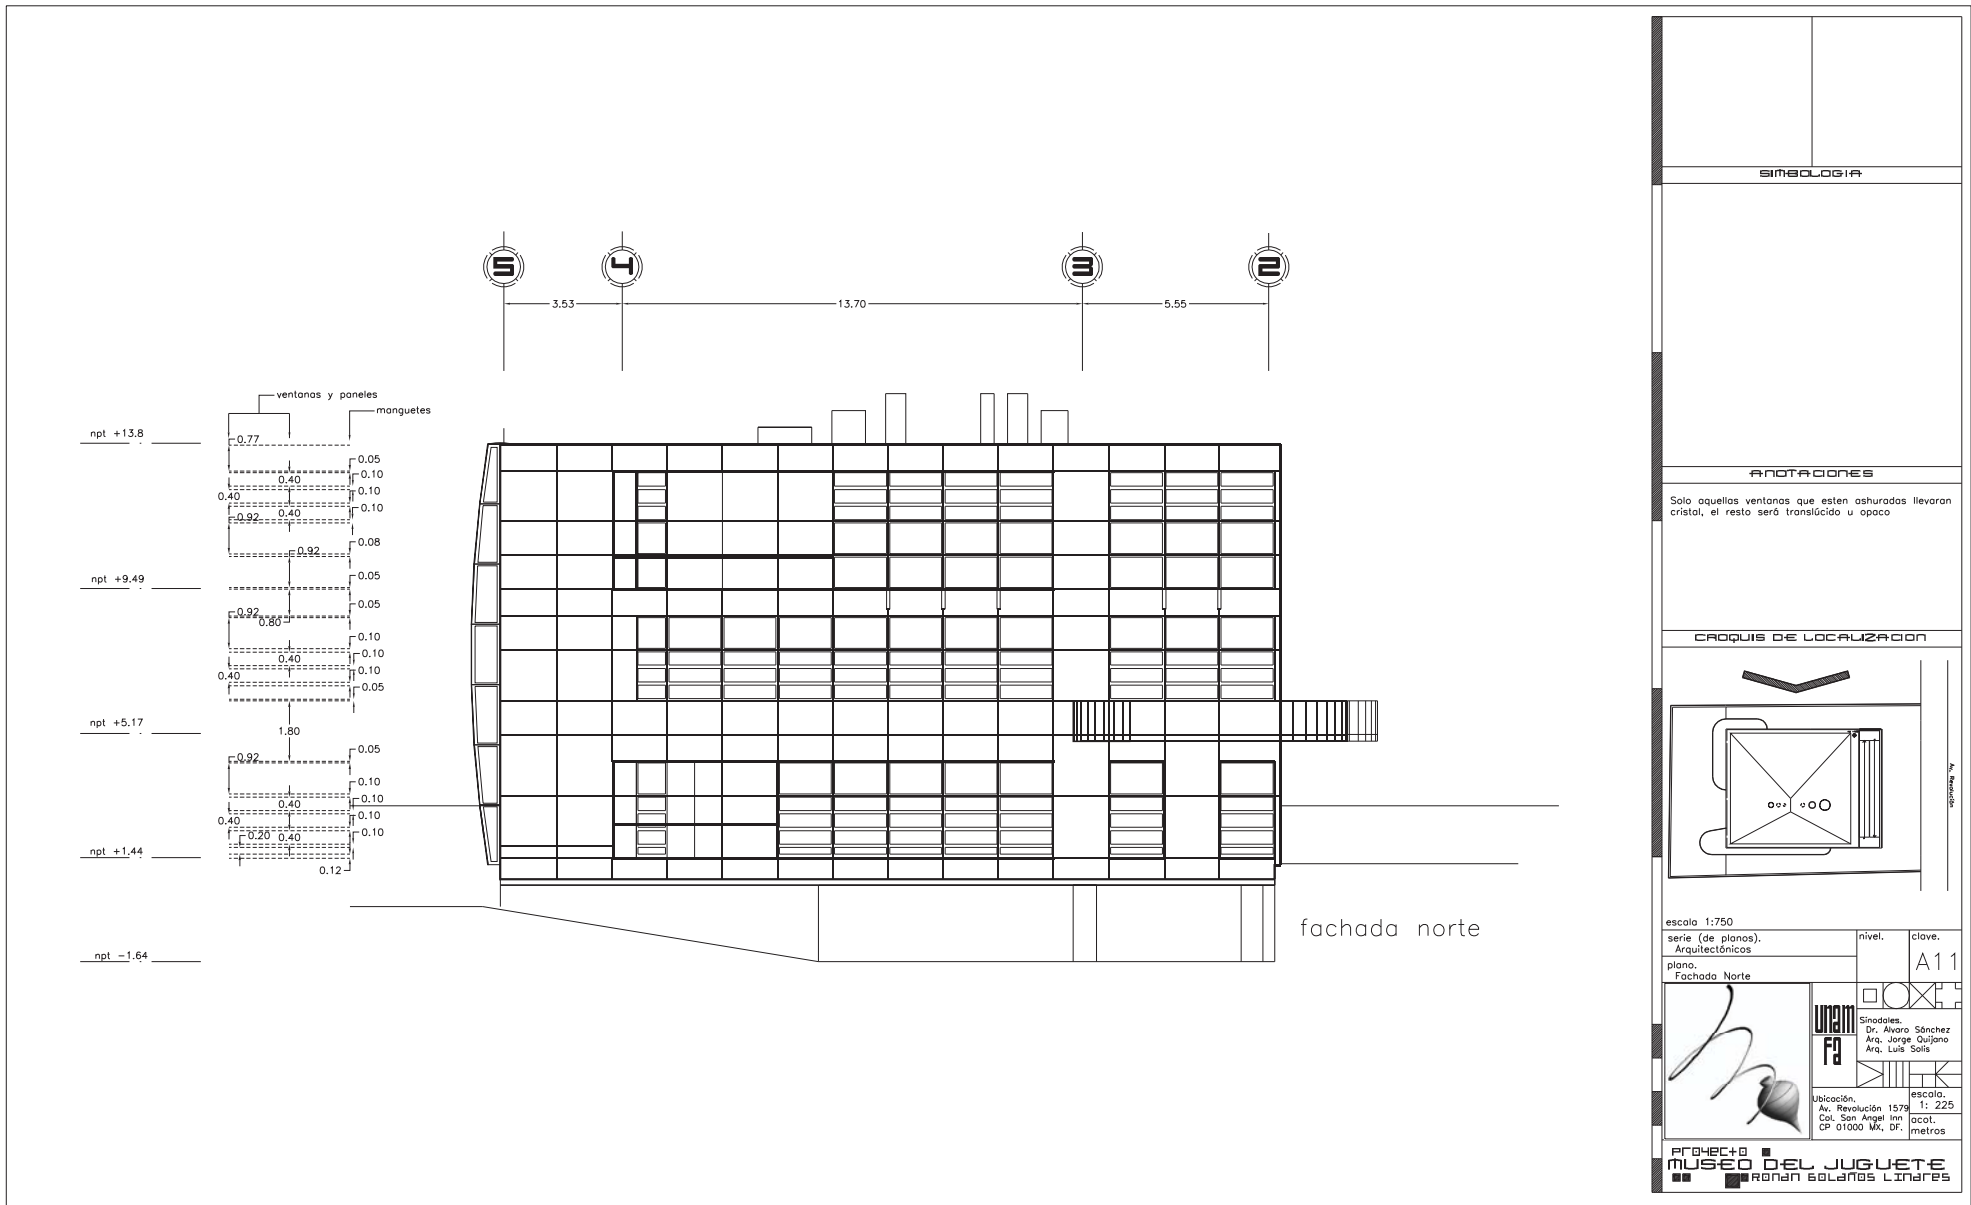 5
4
3
2
3.53
13.70
5.55
ventanas y paneles
manguetes
npt +13.8
npt +9.49
npt +5.17
npt +1.44
npt -1.64
0.77
0.05
0.10
0.40
0.40
0.10
0.40
0.10
0.92
0.08
0.92
0.05
0.05
0.92
0.80
0.10
0.40
0.10
0.40
0.10
0.05
1.80
0.05
0.92
0.10
0.10
0.40
0.40
0.10
0.20
0.40
0.10
0.12
fachada norte
SIMBOLOGIA
ANOTACIONES
Solo aquellas ventanas que esten ashuradas llevaran
cristal, el resto será translúcido u opaco
CROQUIS DE LOCALIZACION
Av. Revolución
escala 1:750
serie (de planos).
Arquitectónicos
nivel.
clave.
A11
plano.
Fachada Norte
unam
fa
Sinodales.
Dr. Alvaro Sánchez
Arq. Jorge Quijano
Arq. Luis Solis
Ubicación.
Av. Revolución 1579
Col. San Angel Inn
CP 01000 MX, DF.
escala.
1: 225
acot.
metros
PROYECTO
MUSEO DEL JUGUETE
RONAN BOLAÑOS LINARES